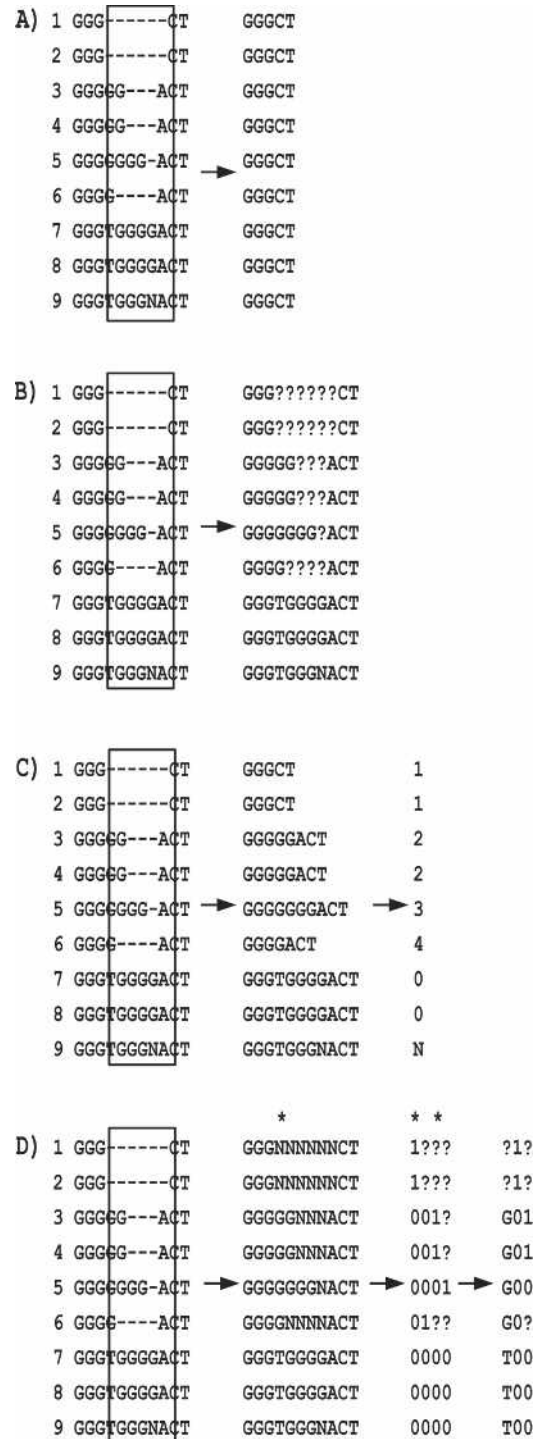 A) 1 GGG------CT GGGCT
2 GGG------CT GGGCT
3 GGGGG---ACT GGGCT
4 GGGGG---ACT GGGCT
5 GGGGGGG-ACT GGGCT
6 GGGG----ACT GGGCT
7 GGGTGGGGACT GGGCT
8 GGGTGGGGACT GGGCT
9 GGGTGGGNACT GGGCT
B) 1 GGG------CT GGG??????CT
2 GGG------CT GGG??????CT
3 GGGGG---ACT GGGGG???ACT
4 GGGGG---ACT GGGGG???ACT
5 GGGGGGG-ACT GGGGGGG?ACT
6 GGGG----ACT GGGG????ACT
7 GGGTGGGGACT GGGTGGGGACT
8 GGGTGGGGACT GGGTGGGGACT
9 GGGTGGGNACT GGGTGGGNACT
C) 1 GGG------CT GGGCT 1
2 GGG------CT GGGCT 1
3 GGGGG---ACT GGGGGACT 2
4 GGGGG---ACT GGGGGACT 2
5 GGGGGGG-ACT GGGGGGGACT 3
6 GGGG----ACT GGGGACT 4
7 GGGTGGGGACT GGGTGGGGACT 0
8 GGGTGGGGACT GGGTGGGGACT 0
9 GGGTGGGNACT GGGTGGGNACT N
* * *
D) 1 GGG------CT GGGNNNNNNCT 1??? ?1?
2 GGG------CT GGGNNNNNNCT 1??? ?1?
3 GGGGG---ACT GGGGGNNNACT 001? G01
4 GGGGG---ACT GGGGGNNNACT 001? G01
5 GGGGGGG-ACT GGGGGGGNACT 0001 G00
6 GGGG----ACT GGGGNNNNACT 01?? G0?
7 GGGTGGGGACT GGGTGGGGACT 0000 T00
8 GGGTGGGGACT GGGTGGGGACT 0000 T00
9 GGGTGGGNACT GGGTGGGNACT 0000 T00